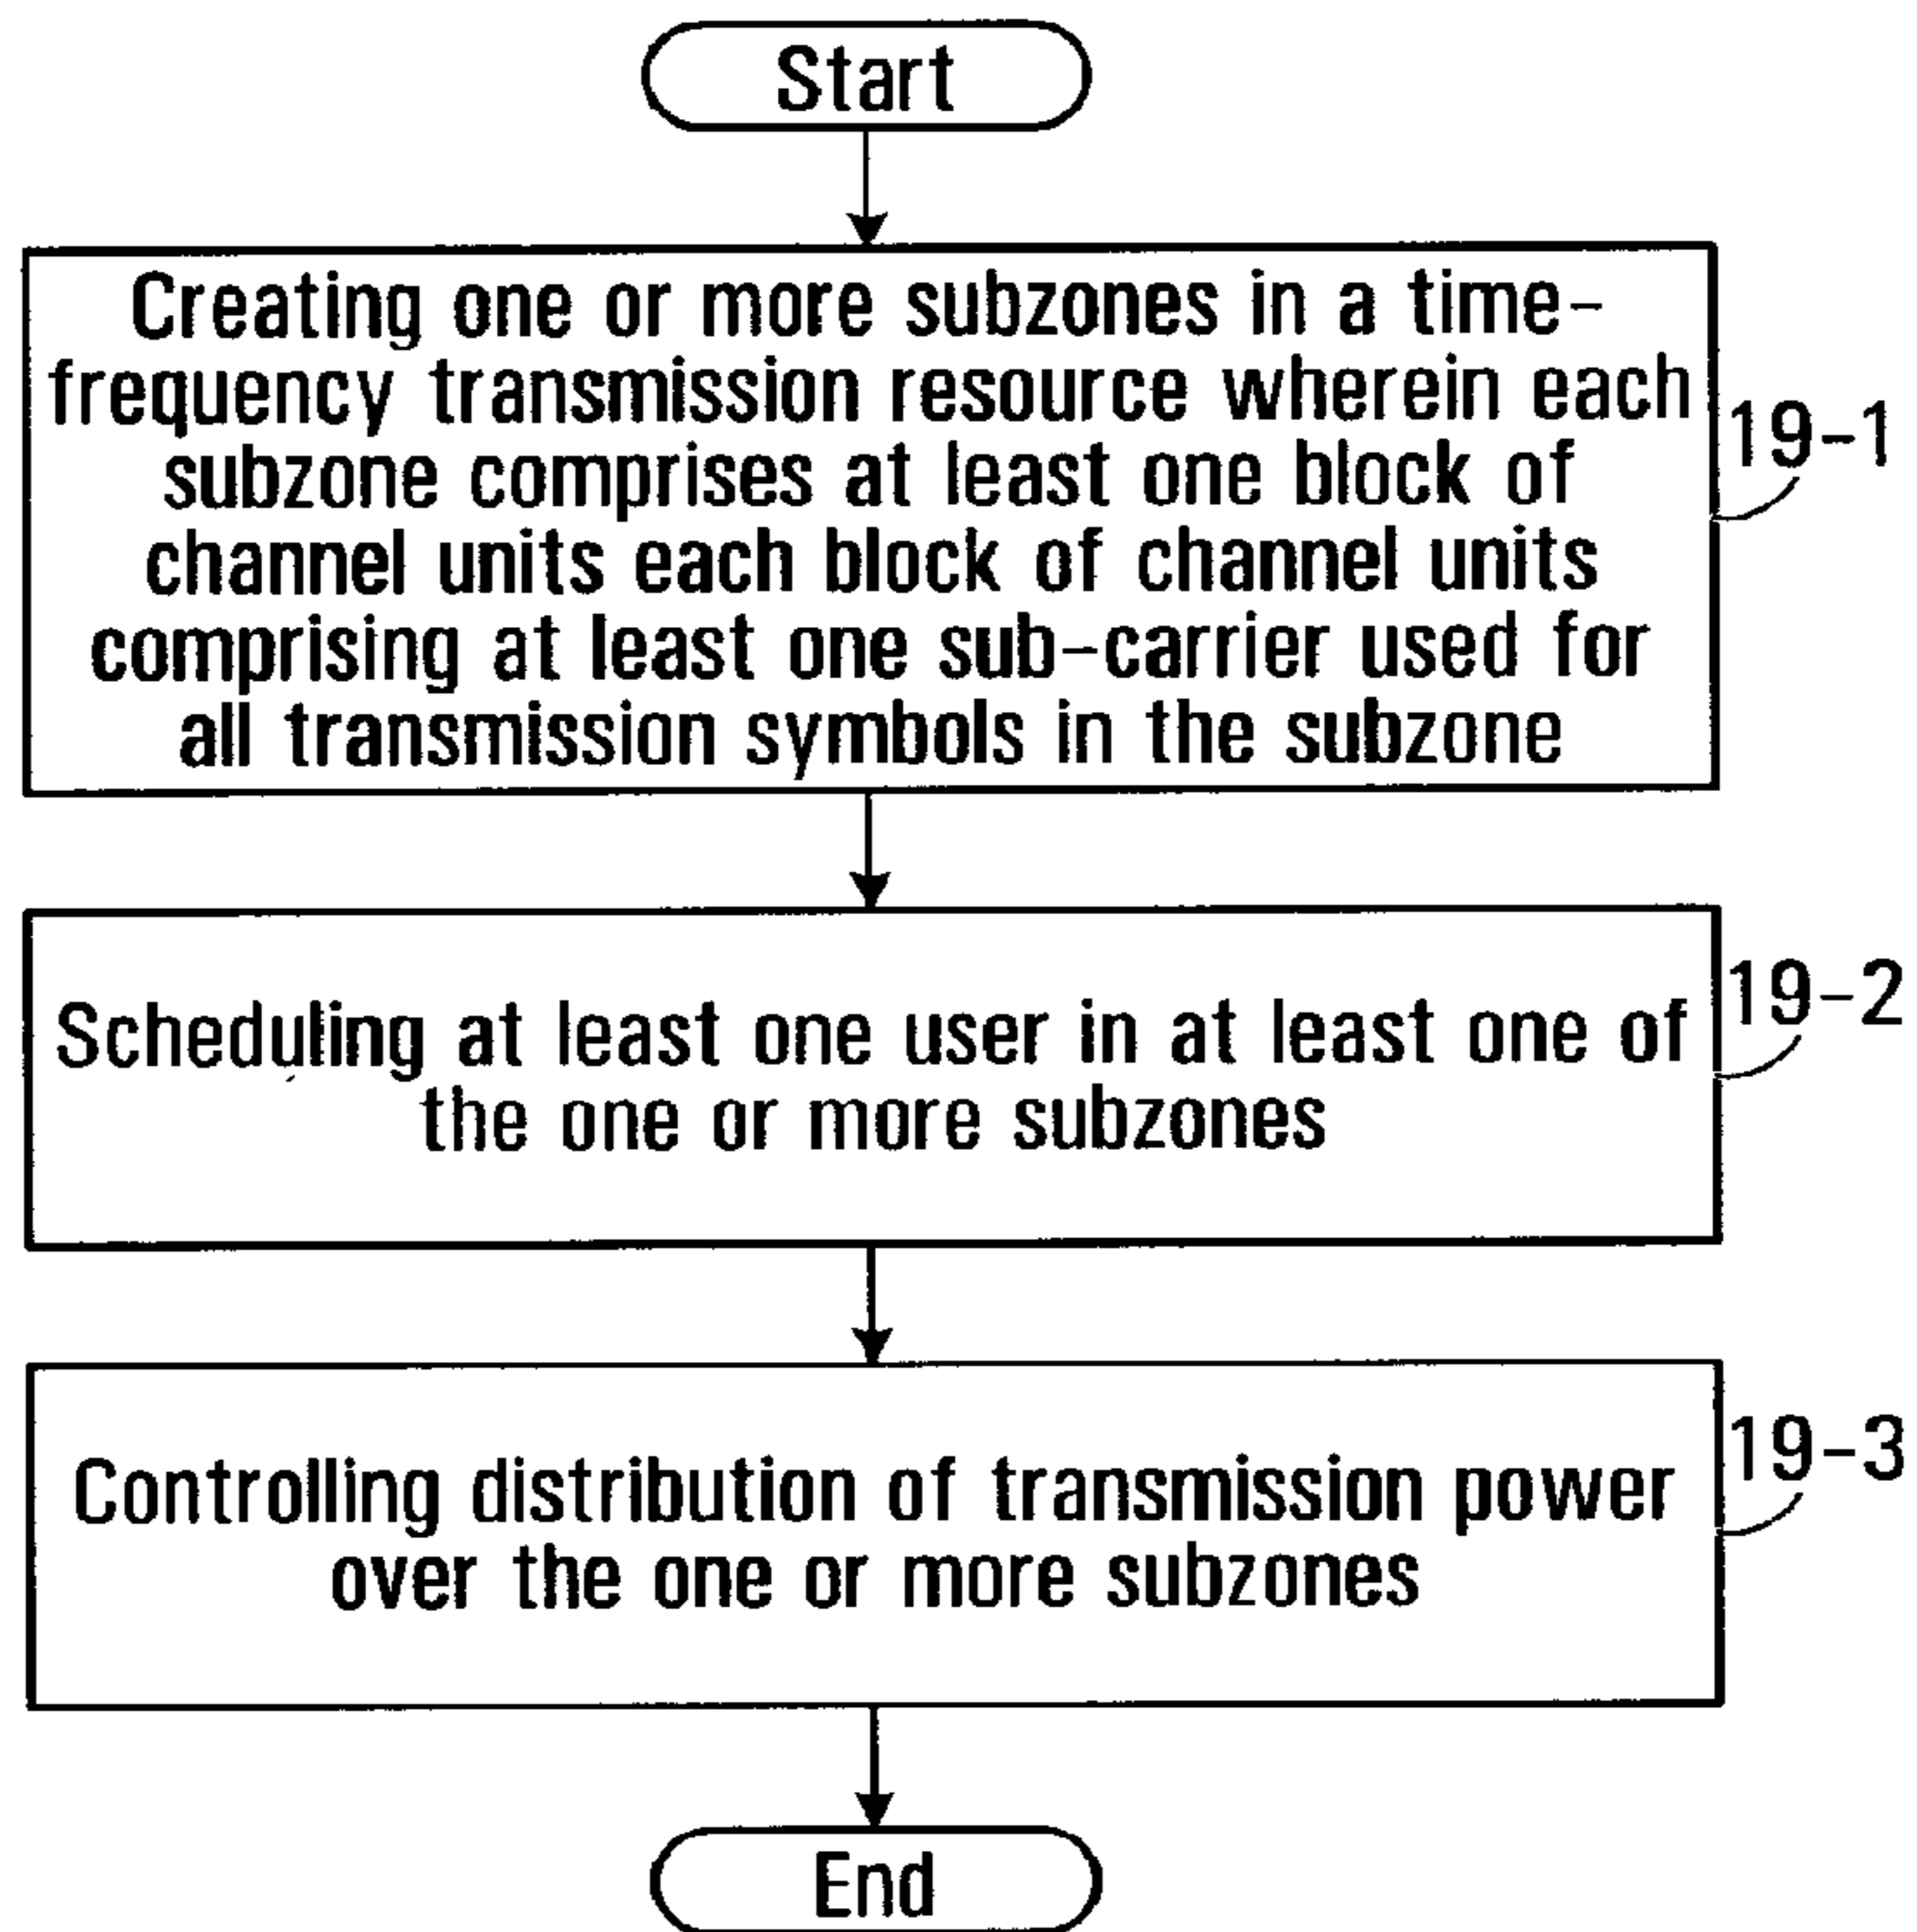 Start
Creating one or more subzones in a time-
frequency transmission resource wherein each
subzone comprises at least one block of
channel units each block of channel units
comprising at least one sub-carrier used for
all transmission symbols in the subzone
19-1
Scheduling at least one user in at least one of
the one or more subzones
19-2
Controlling distribution of transmission power
over the one or more subzones
19-3
End